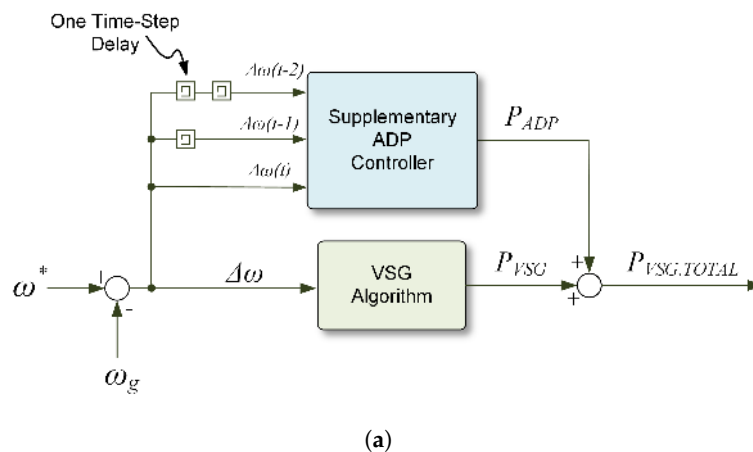 One Time-Step
Delay
Δω(t-2)
Δω(t-1)
Δω(t)
Supplementary
ADP
Controller
P_ADP
ω*
+
-
ω_g
Δω
VSG
Algorithm
P_VSG
+
+
P_VSG,TOTAL
(a)